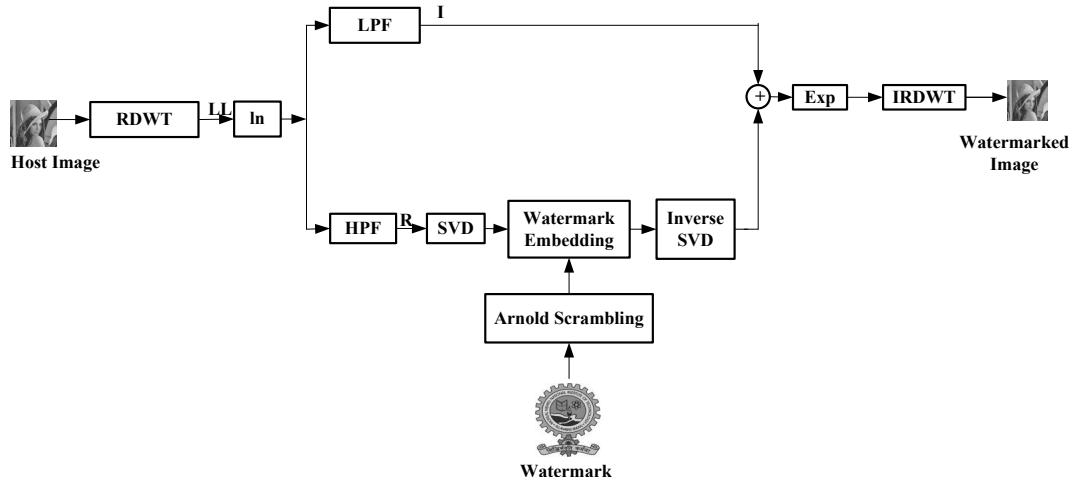 LPF
I
Host Image
RDWT
LL
ln
+
Exp
IRDWT
Watermarked
Image
HPF
R
SVD
Watermark
Embedding
Inverse
SVD
Arnold Scrambling
Watermark